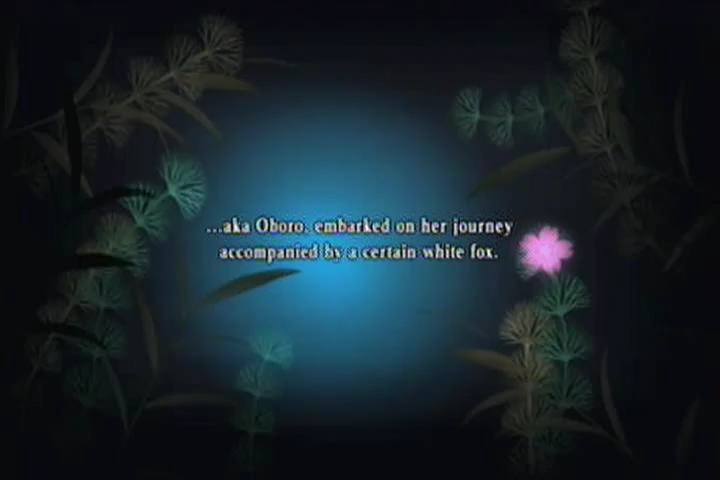 ...aka Oboro, embarked on her journey
accompanied by a certain white fox.